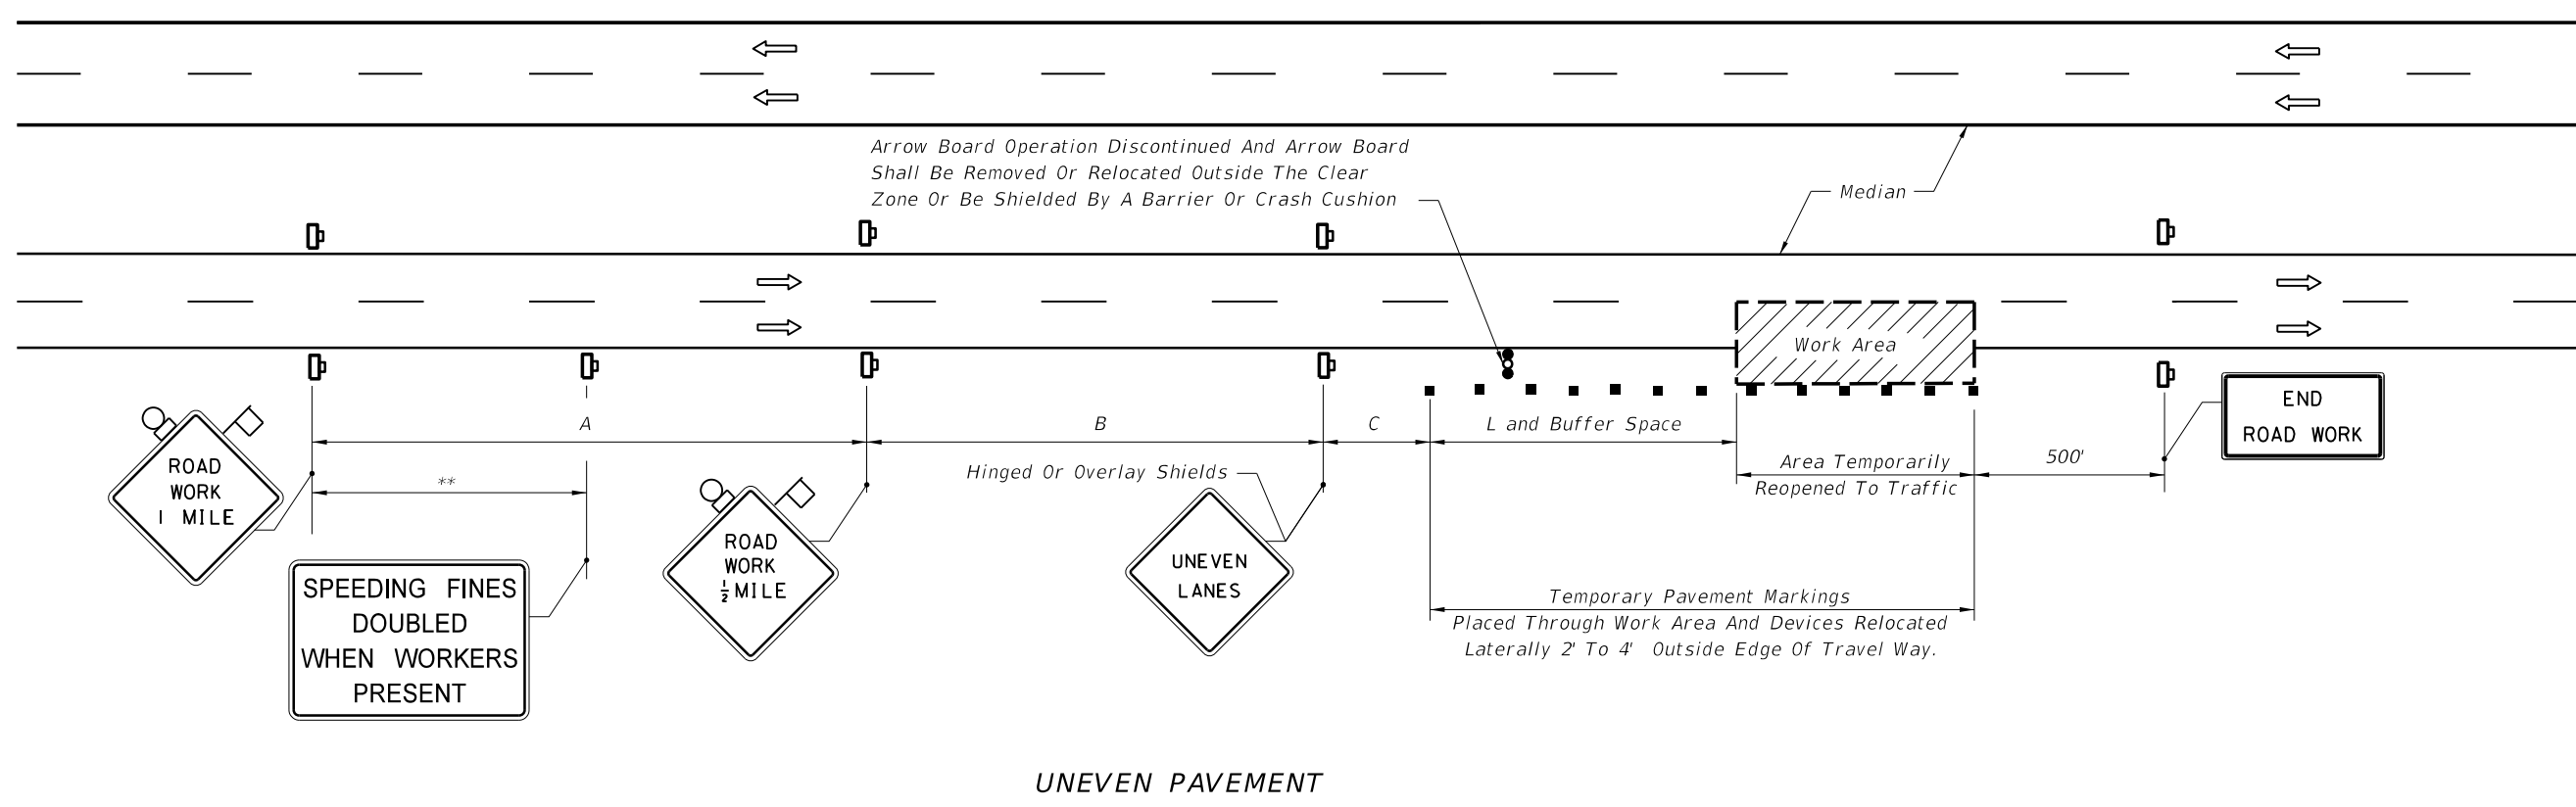 Arrow Board Operation Discontinued And Arrow Board
Shall Be Removed Or Relocated Outside The Clear
Zone Or Be Shielded By A Barrier Or Crash Cushion
Median
Work Area
A
B
C
L and Buffer Space
**
Hinged Or Overlay Shields
Area Temporarily
Reopened To Traffic
500'
END
ROAD WORK
ROAD
WORK
1 MILE
SPEEDING FINES
DOUBLED
WHEN WORKERS
PRESENT
ROAD
WORK
½ MILE
UNEVEN
LANES
Temporary Pavement Markings
Placed Through Work Area And Devices Relocated
Laterally 2' To 4' Outside Edge Of Travel Way.
UNEVEN PAVEMENT